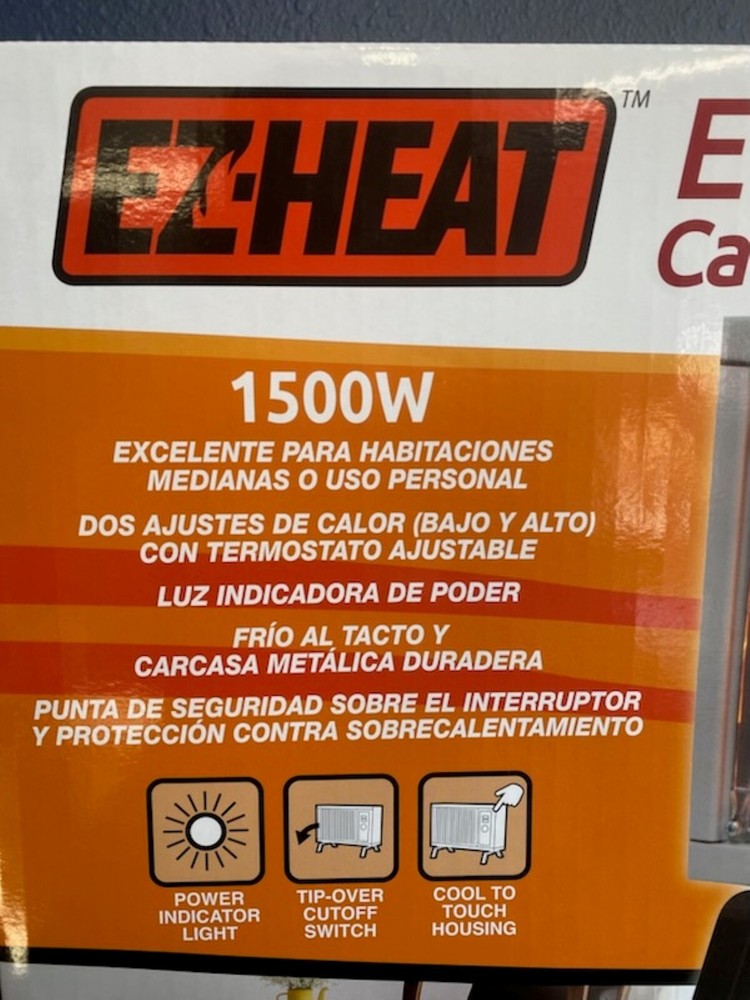 EZ-HEAT
TM
E
Ca
1500W
EXCELENTE PARA HABITACIONES
MEDIANAS O USO PERSONAL
DOS AJUSTES DE CALOR (BAJO Y ALTO)
CON TERMOSTATO AJUSTABLE
LUZ INDICADORA DE PODER
FRÍO AL TACTO Y
CARCASA METÁLICA DURADERA
PUNTA DE SEGURIDAD SOBRE EL INTERRUPTOR
Y PROTECCIÓN CONTRA SOBRECALENTAMIENTO
POWER
INDICATOR
LIGHT
TIP-OVER
CUTOFF
SWITCH
COOL TO
TOUCH
HOUSING